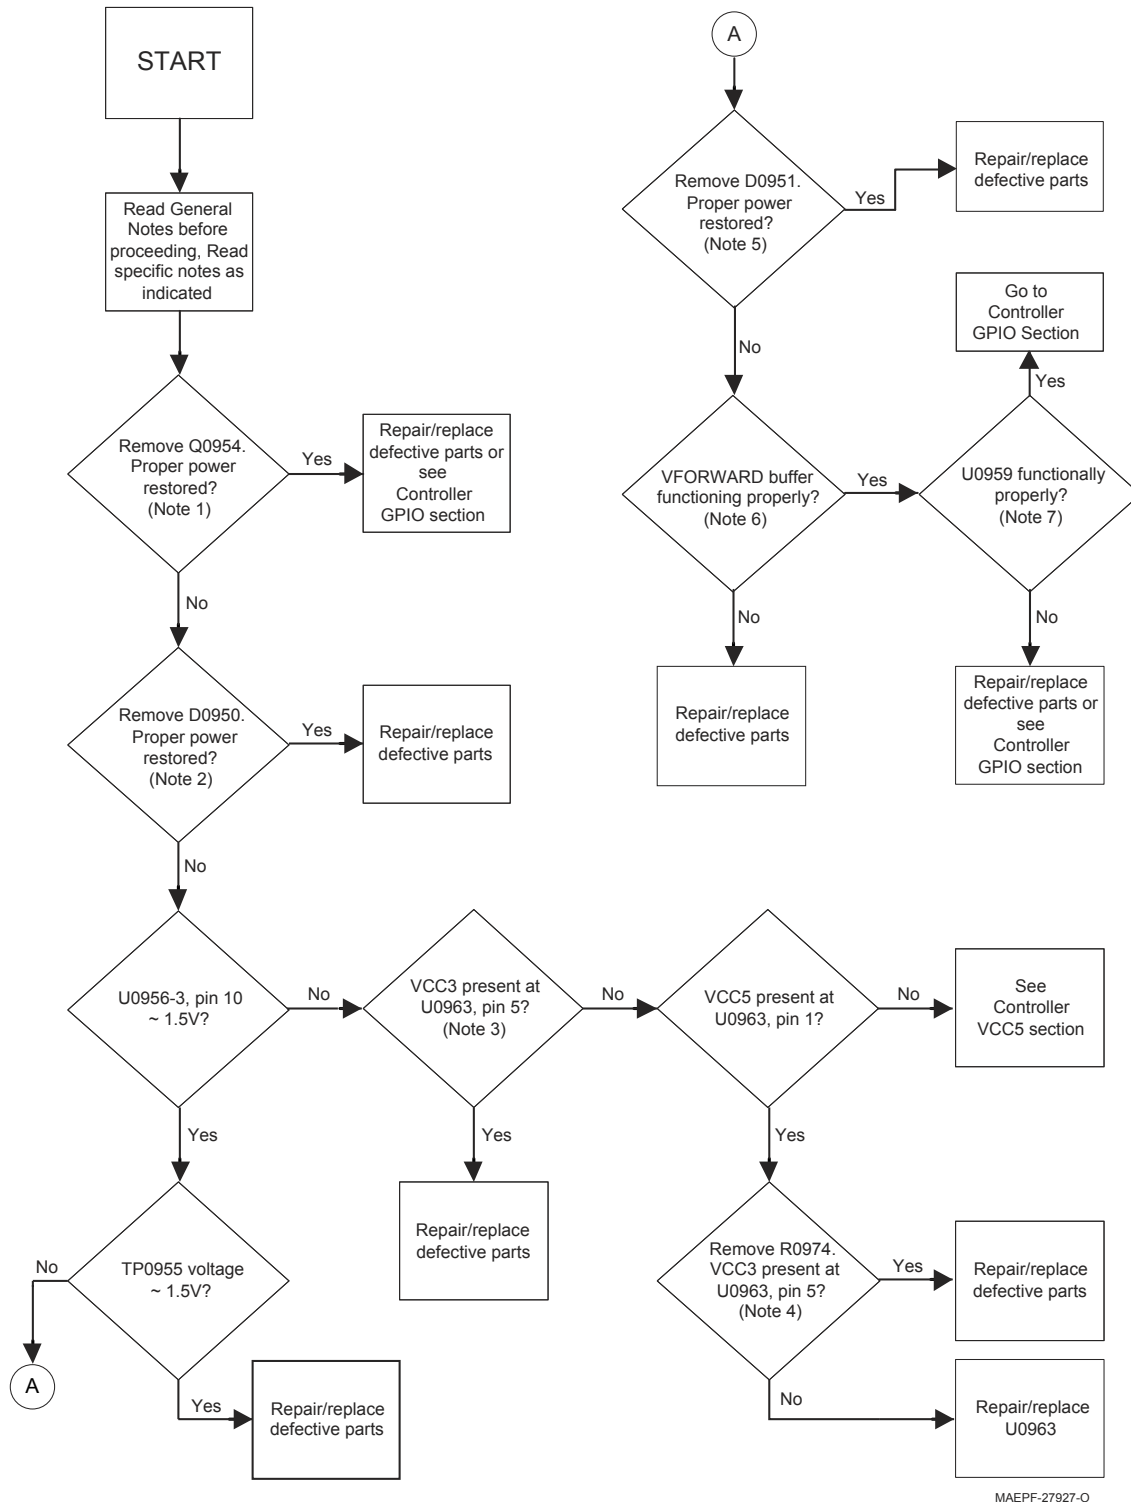 START
Read General
Notes before
proceeding, Read
specific notes as
indicated
Remove Q0954.
Proper power
restored?
(Note 1)
Yes
Repair/replace
defective parts or
see
Controller
GPIO section
No
Remove D0950.
Proper power
restored?
(Note 2)
Yes
Repair/replace
defective parts
No
U0956-3, pin 10
~ 1.5V?
No
VCC3 present at
U0963, pin 5?
(Note 3)
No
VCC5 present at
U0963, pin 1?
No
See
Controller
VCC5 section
Yes
Yes
Yes
TP0955 voltage
~ 1.5V?
No
A
Yes
Repair/replace
defective parts
Repair/replace
defective parts
Remove R0974.
VCC3 present at
U0963, pin 5?
(Note 4)
Yes
Repair/replace
defective parts
No
Repair/replace
U0963
A
Remove D0951.
Proper power
restored?
(Note 5)
Yes
Repair/replace
defective parts
No
VFORWARD buffer
functioning properly?
(Note 6)
Yes
U0959 functionally
properly?
(Note 7)
Yes
Go to
Controller
GPIO Section
No
Repair/replace
defective parts
No
Repair/replace
defective parts or
see
Controller
GPIO section
MAEPF-27927-O